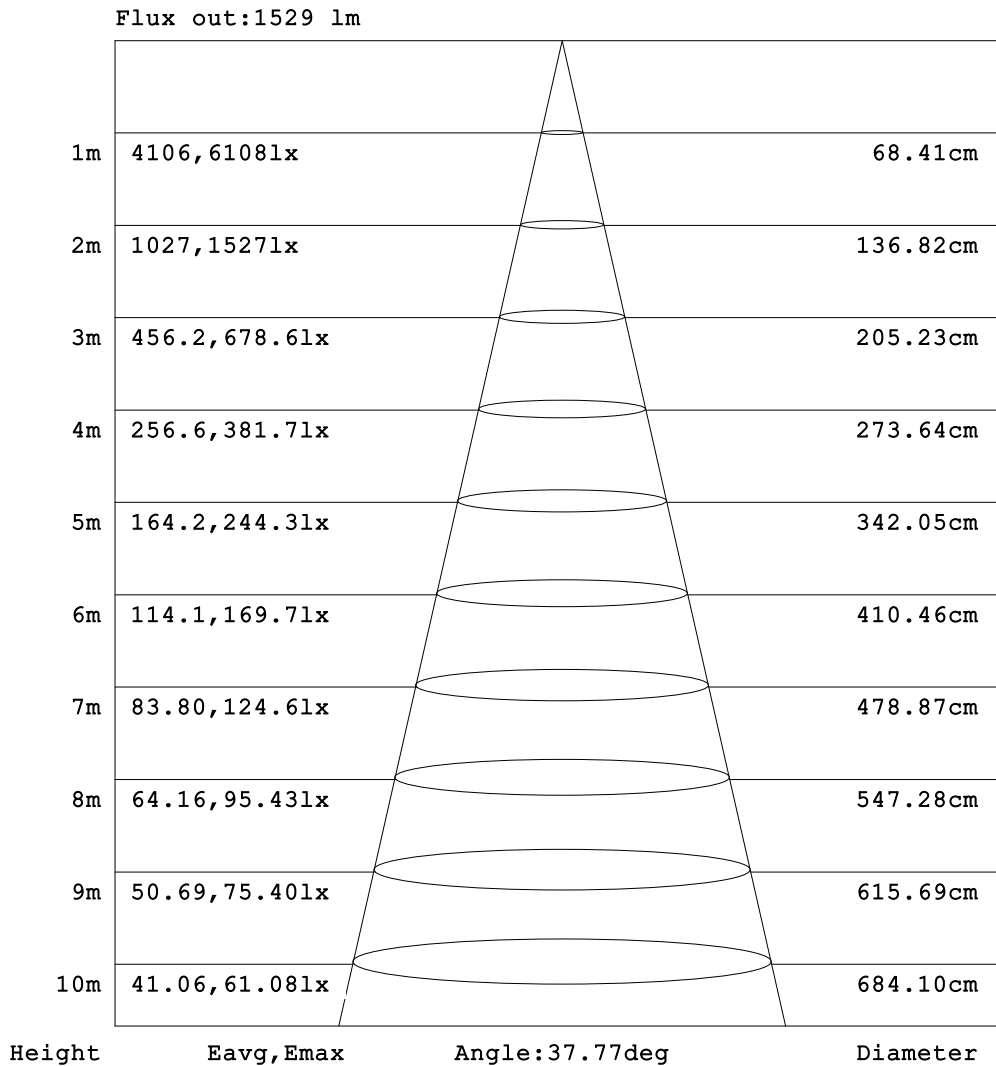 Flux out:1529 lm
1m 4106,6108lx 68.41cm
2m 1027,1527lx 136.82cm
3m 456.2,678.6lx 205.23cm
4m 256.6,381.7lx 273.64cm
5m 164.2,244.3lx 342.05cm
6m 114.1,169.7lx 410.46cm
7m 83.80,124.6lx 478.87cm
8m 64.16,95.43lx 547.28cm
9m 50.69,75.40lx 615.69cm
10m 41.06,61.08lx 684.10cm
Height Eavg,Emax Angle:37.77deg Diameter